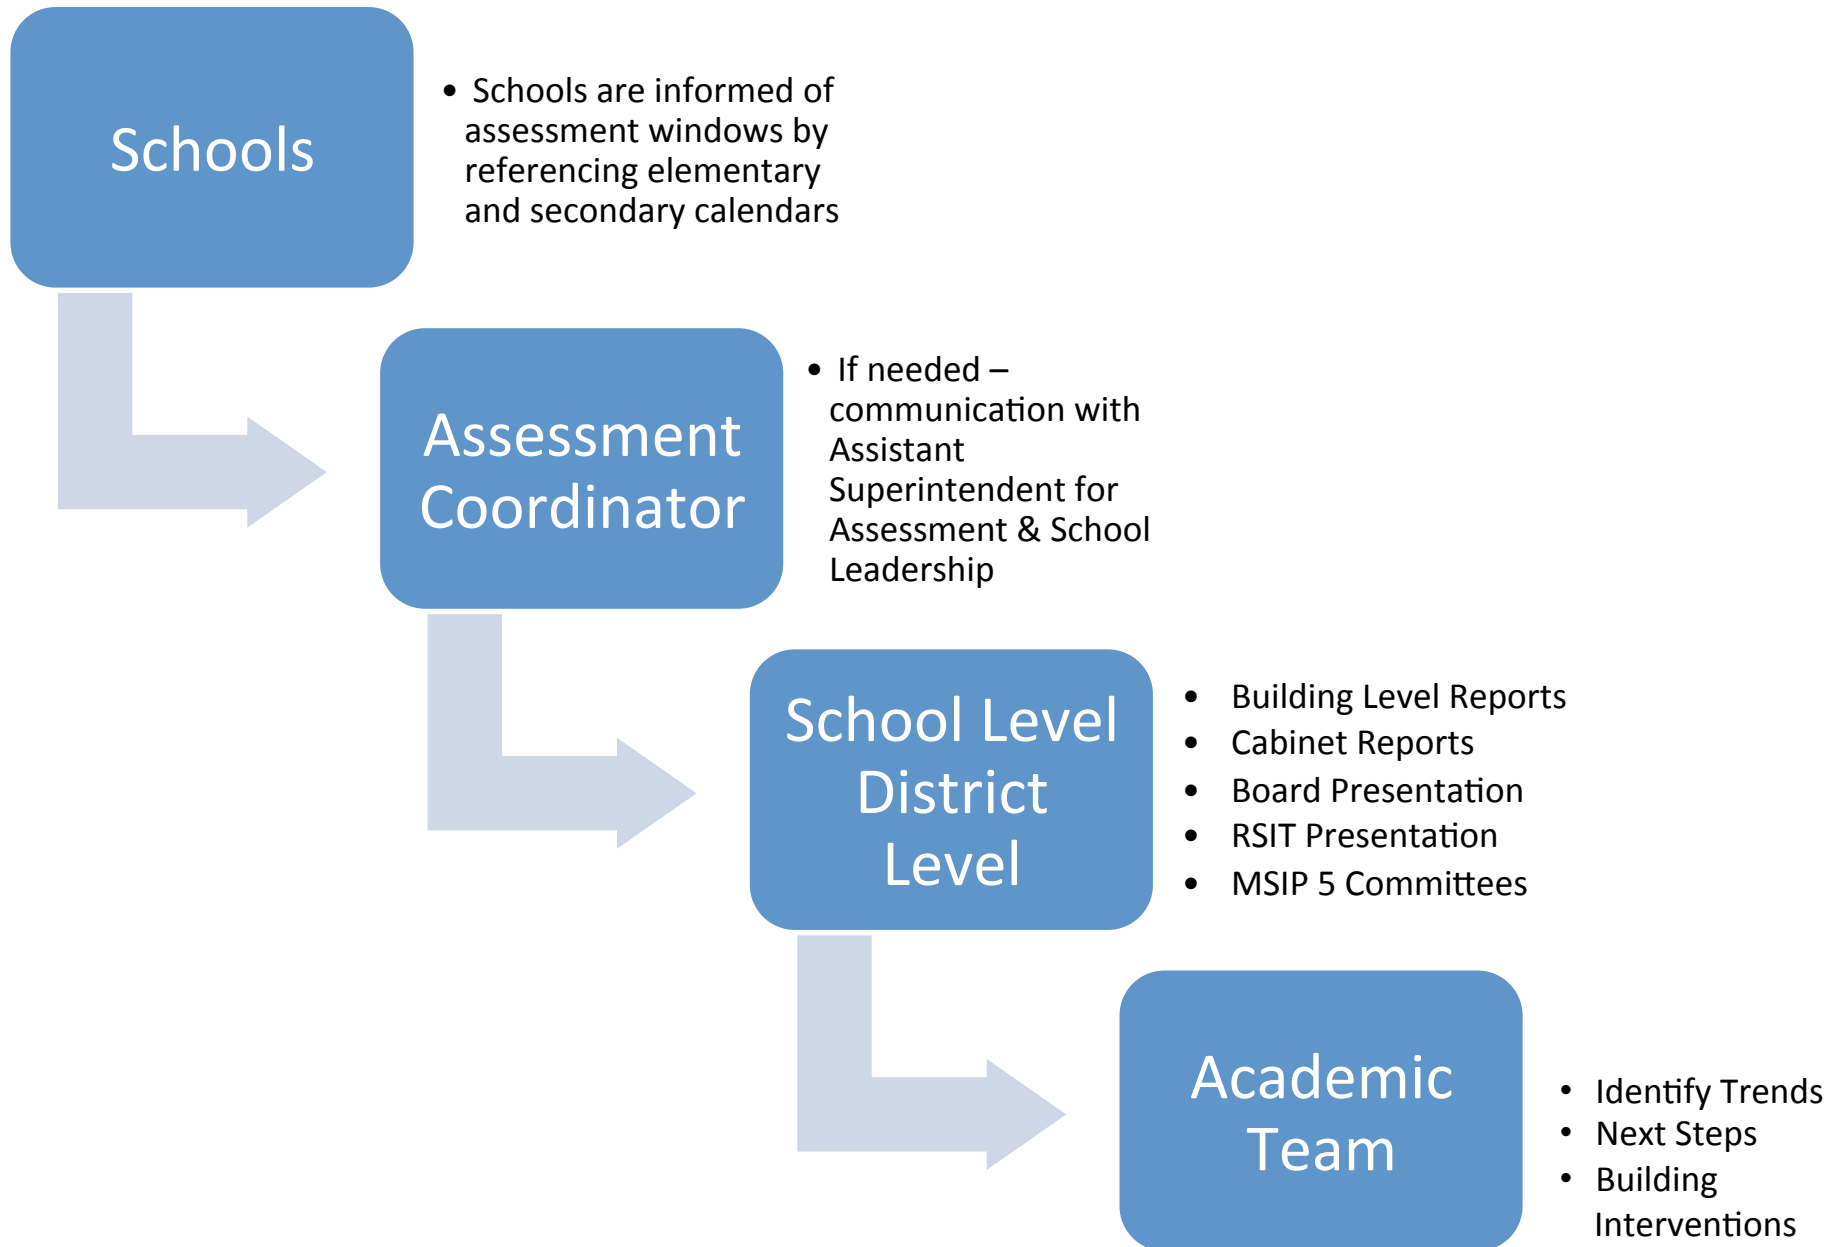 Schools
• Schools are informed of
assessment windows by
referencing elementary
and secondary calendars
Assessment
Coordinator
• If needed –
communication with
Assistant
Superintendent for
Assessment & School
Leadership
School Level
District
Level
• Building Level Reports
• Cabinet Reports
• Board Presentation
• RSIT Presentation
• MSIP 5 Committees
Academic
Team
• Identify Trends
• Next Steps
• Building
Interventions